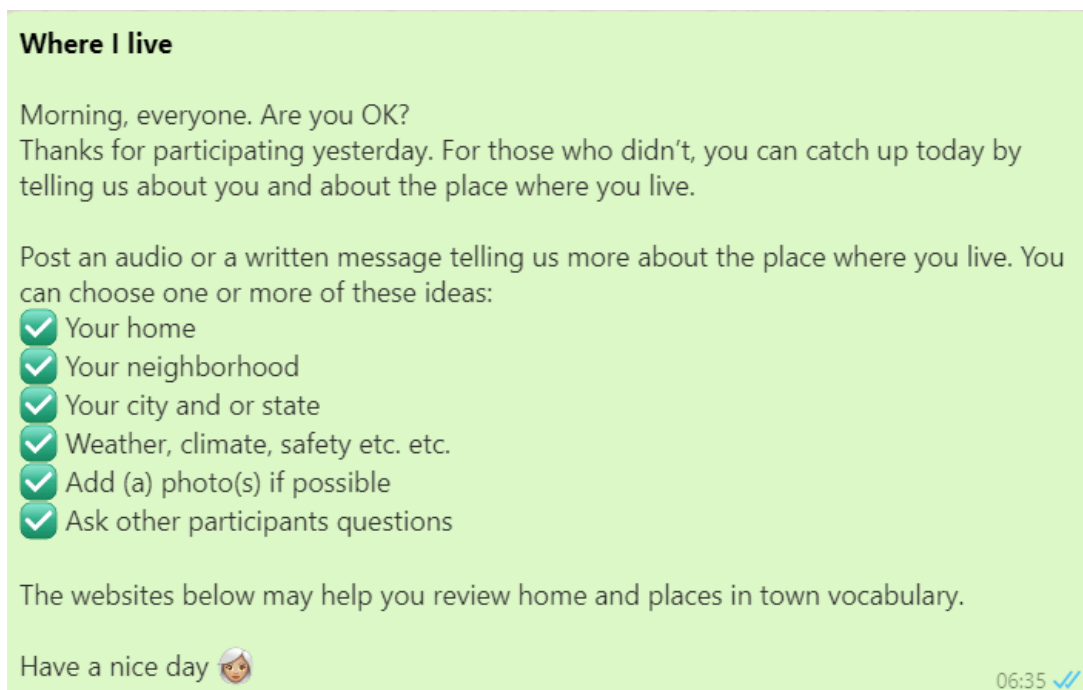 Where I live
Morning, everyone. Are you OK?
Thanks for participating yesterday. For those who didn’t, you can catch up today by
telling us about you and about the place where you live.
Post an audio or a written message telling us more about the place where you live. You
can choose one or more of these ideas:
✅ Your home
✅ Your neighborhood
✅ Your city and or state
✅ Weather, climate, safety etc. etc.
✅ Add (a) photo(s) if possible
✅ Ask other participants questions
The websites below may help you review home and places in town vocabulary.
Have a nice day 👩🏼‍🦳
06:35